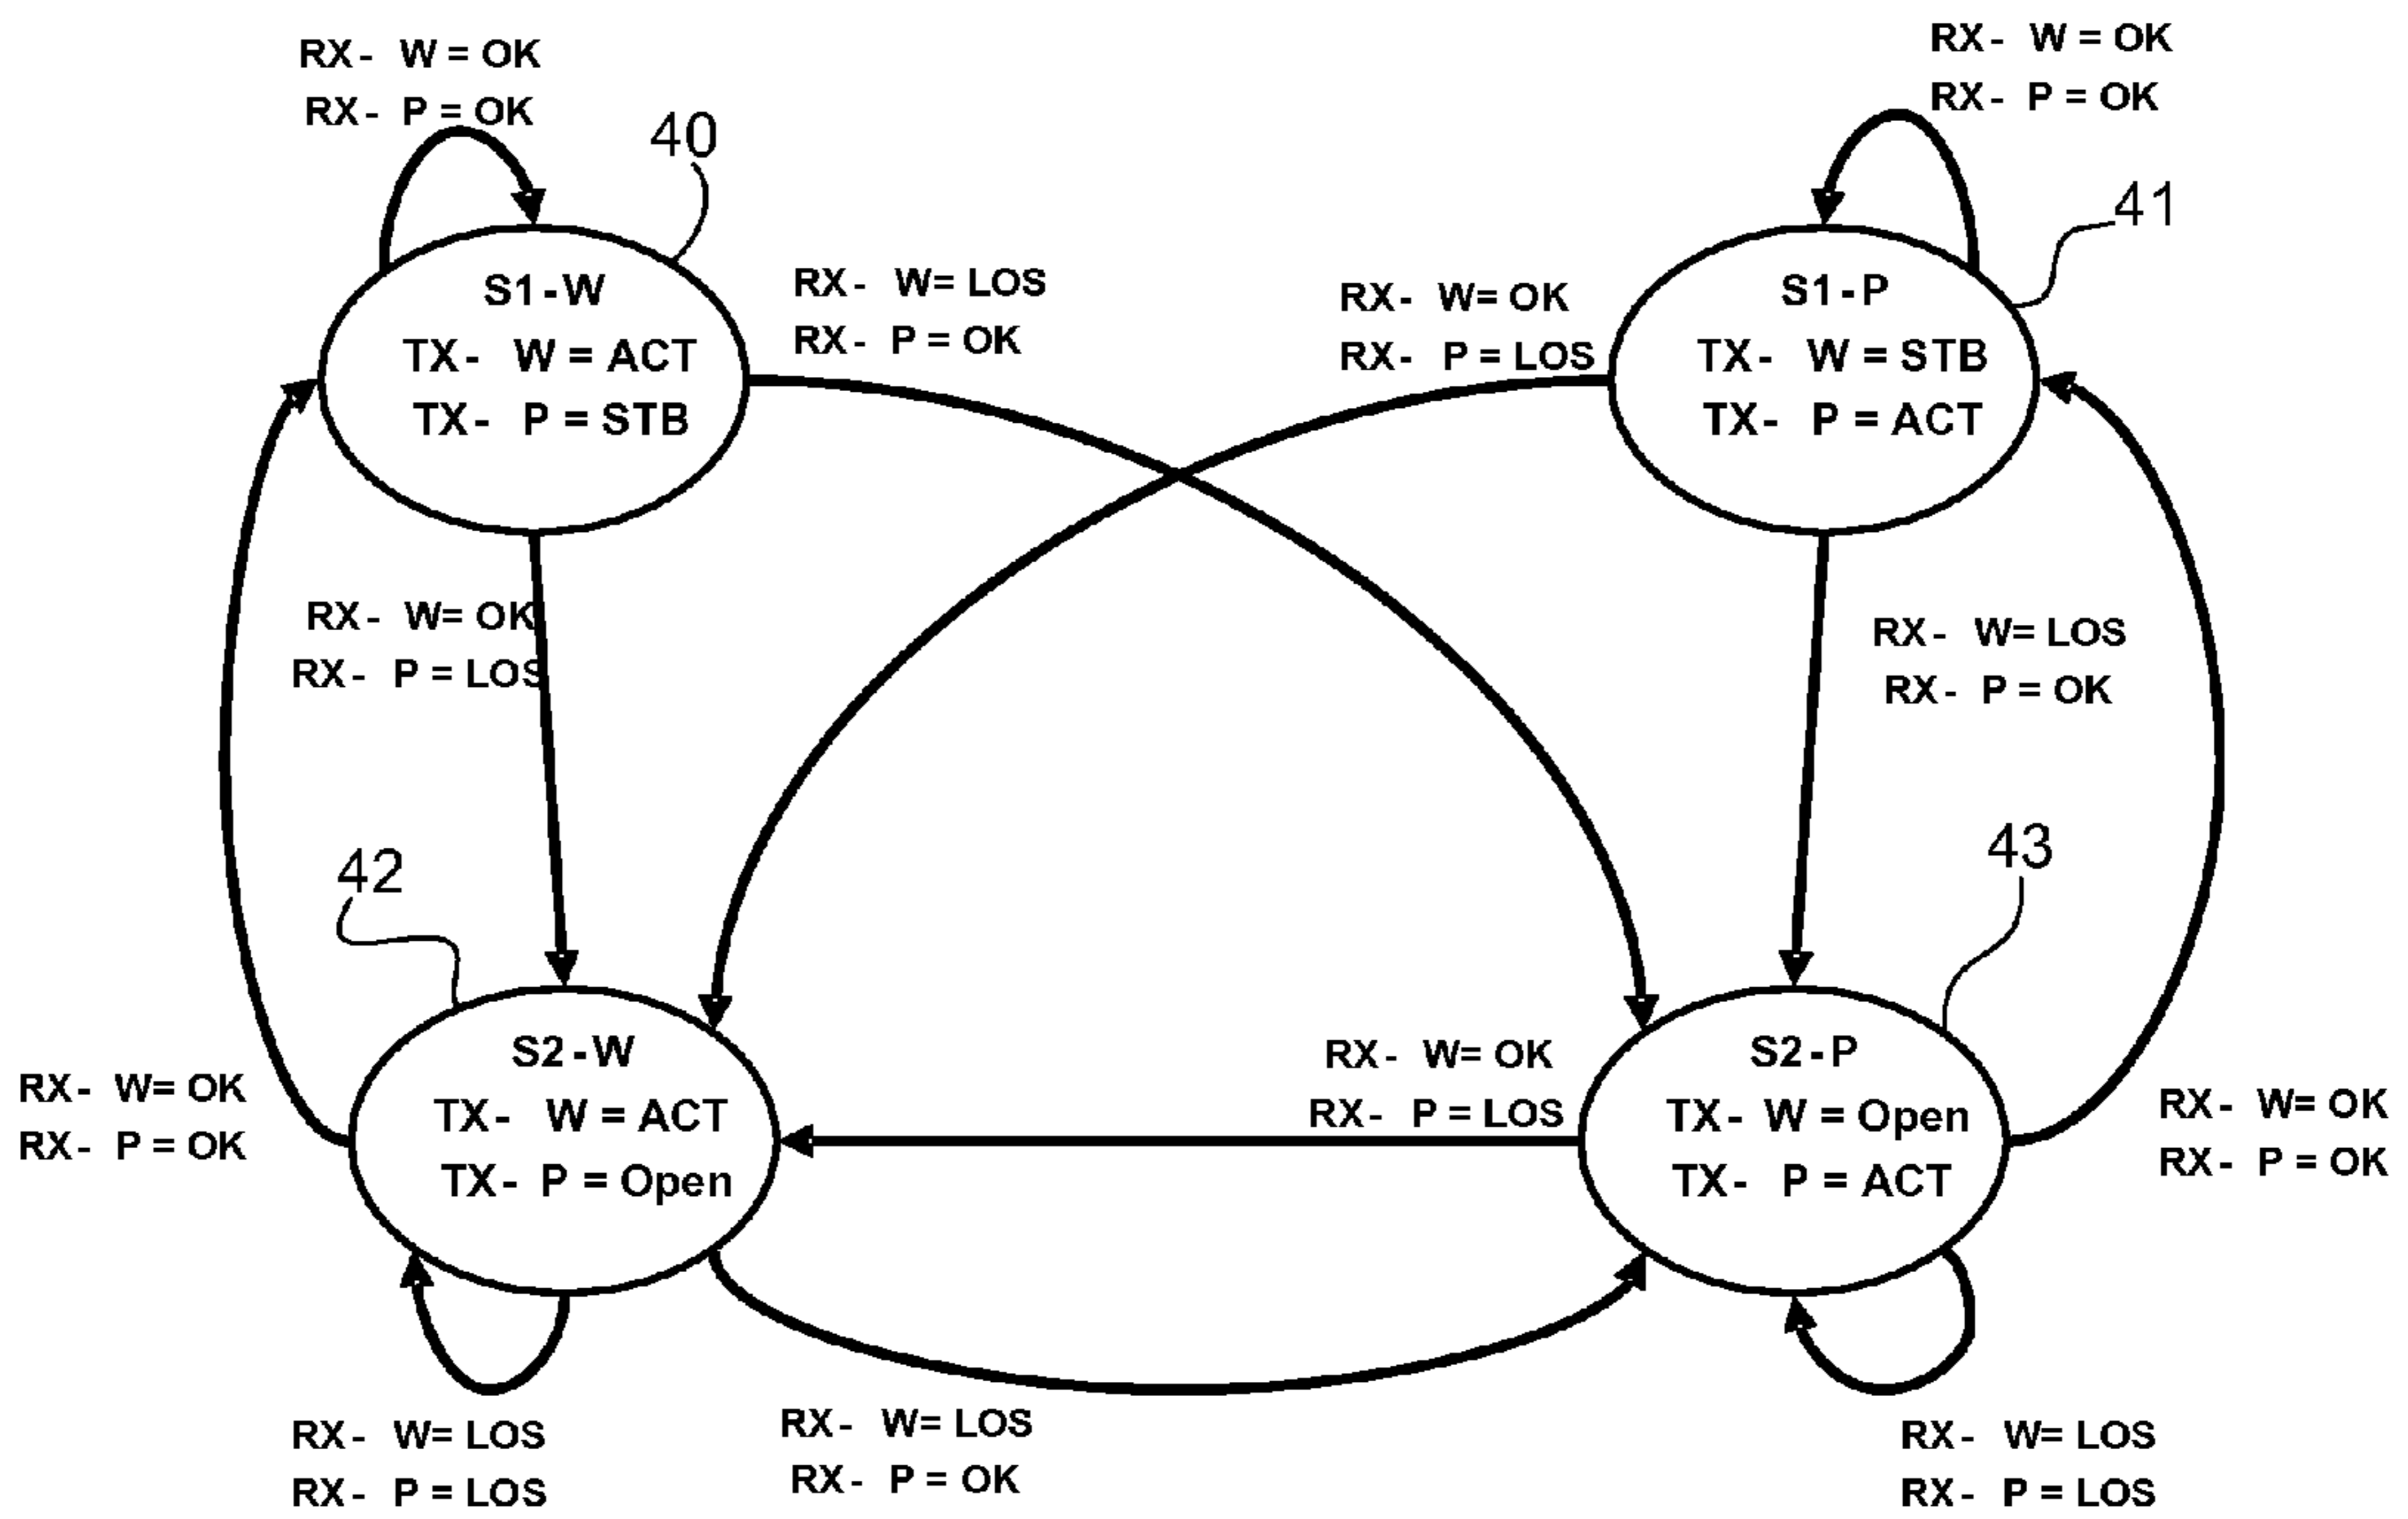 RX- W = OK
RX- P = OK
40
S1-W
TX- W = ACT
TX- P = STB
RX- W= LOS
RX- P = OK
RX- W= OK
RX- P = LOS
RX- W = OK
RX- P = OK
41
S1-P
TX- W = STB
TX- P = ACT
RX- W= OK
RX- P = LOS
RX- W= LOS
RX- P = OK
42
43
S2-W
TX- W = ACT
TX- P = Open
RX- W= OK
RX- P = OK
RX- W= OK
RX- P = LOS
S2-P
TX- W = Open
TX- P = ACT
RX- W= OK
RX- P = OK
RX- W= LOS
RX- P = LOS
RX- W= LOS
RX- P = OK
RX- W= LOS
RX- P = LOS